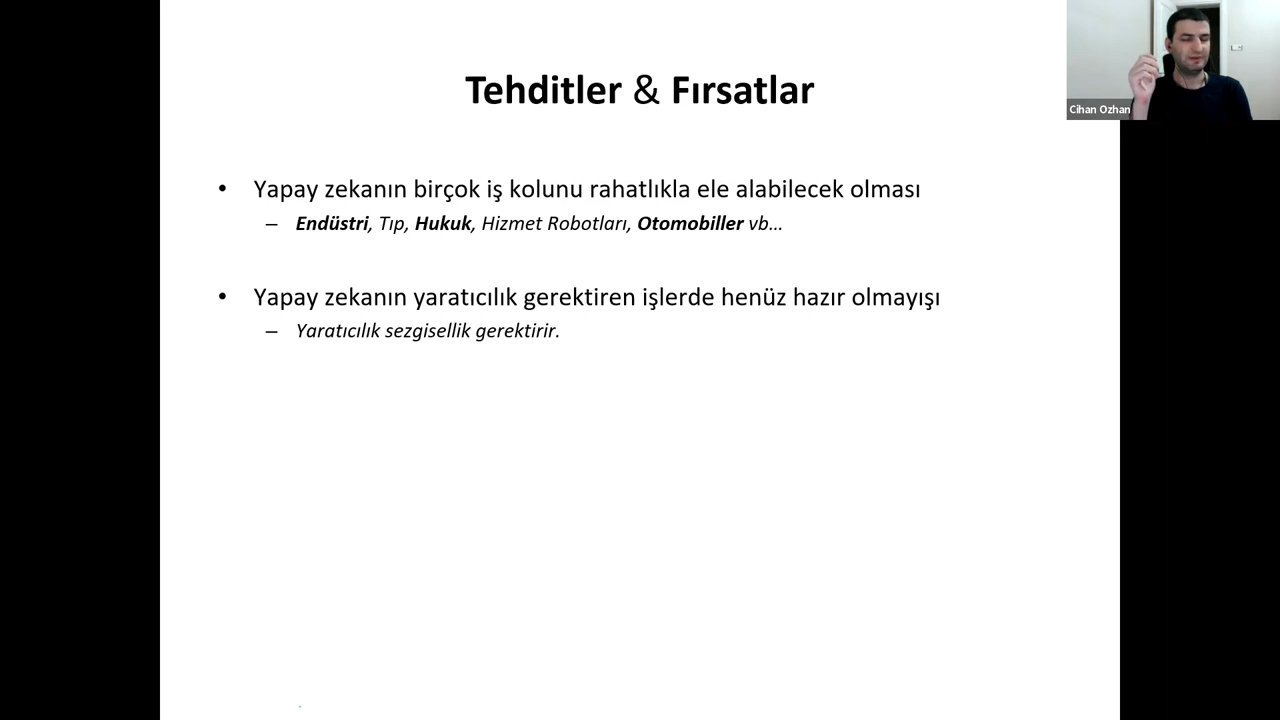 Tehditler & Fırsatlar
Cihan Ozhan
• Yapay zekanın birçok iş kolunu rahatlıkla ele alabilecek olması
– Endüstri, Tıp, Hukuk, Hizmet Robotları, Otomobiller vb...
• Yapay zekanın yaratıcılık gerektiren işlerde henüz hazır olmayışı
– Yaratıcılık sezgisellik gerektirir.